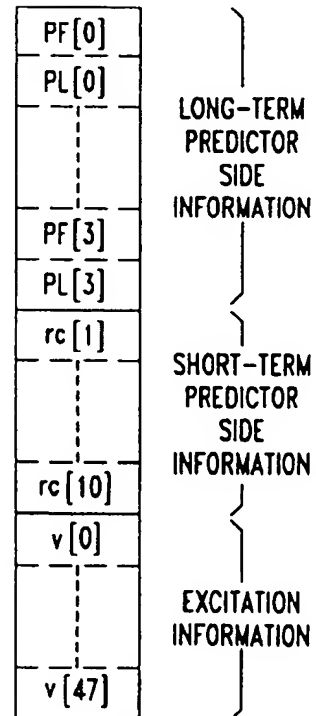 PF[0]
PL[0]
LONG-TERM
PREDICTOR
SIDE
INFORMATION
PF[3]
PL[3]
rc[1]
SHORT-TERM
PREDICTOR
SIDE
INFORMATION
rc[10]
v[0]
EXCITATION
INFORMATION
v[47]